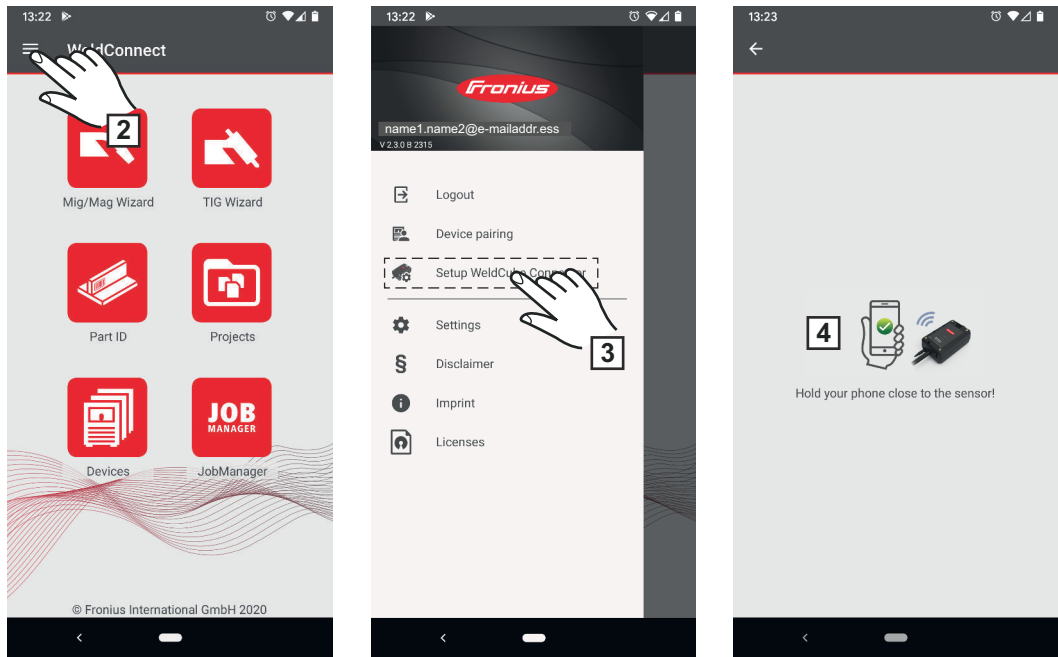 13:22
WeldConnect
2
Mig/Mag Wizard
TIG Wizard
Part ID
Projects
JOB
MANAGER
Devices
JobManager
© Fronius International GmbH 2020
13:22
Fronius
name1.name2@e-mailaddr.ess
V 2.3.0 B 2315
Logout
Device pairing
Setup WeldCube Connector
3
Settings
§ Disclaimer
Imprint
Licenses
13:23
4
Hold your phone close to the sensor!